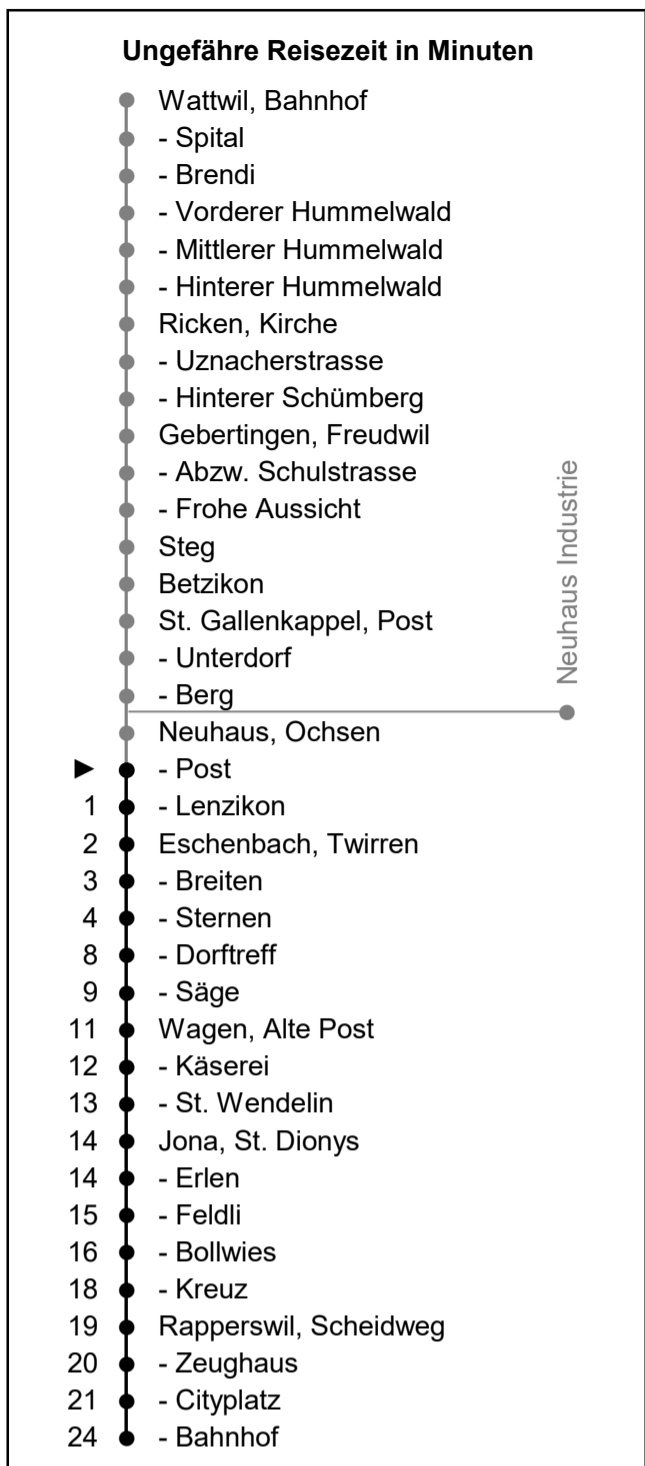 Ungefähre Reisezeit in Minuten
Wattwil, Bahnhof
- Spital
- Brendi
- Vorderer Hummelwald
- Mittlerer Hummelwald
- Hinterer Hummelwald
Ricken, Kirche
- Uznacherstrasse
- Hinterer Schümberg
Gebertingen, Freudwil
- Abzw. Schulstrasse
- Frohe Aussicht
Steg
Betzikon
St. Gallenkappel, Post
- Unterdorf
- Berg
Neuhaus Industrie
Neuhaus, Ochsen
► - Post
1 - Lenzikon
2 Eschenbach, Twirren
3 - Breiten
4 - Sternen
8 - Dorftreff
9 - Säge
11 Wagen, Alte Post
12 - Käserei
13 - St. Wendelin
14 Jona, St. Dionys
14 - Erlen
15 - Feldli
16 - Bollwies
18 - Kreuz
19 Rapperswil, Scheidweg
20 - Zeughaus
21 - Cityplatz
24 - Bahnhof